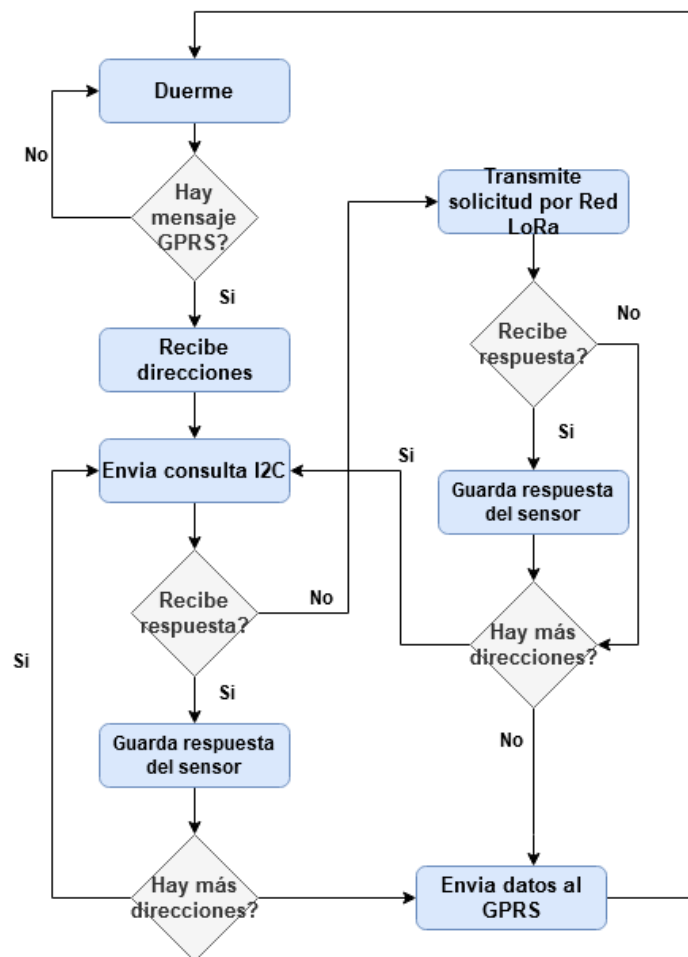 Duerme
No
Hay
mensaje
GPRS?
Si
Recibe
direcciones
Envia consulta I2C
Recibe
respuesta?
No
Si
Si
Guarda respuesta
del sensor
Hay más
direcciones?
Transmite
solicitud por Red
LoRa
Recibe
respuesta?
No
Si
Si
Guarda respuesta
del sensor
Hay más
direcciones?
No
Envia datos al
GPRS